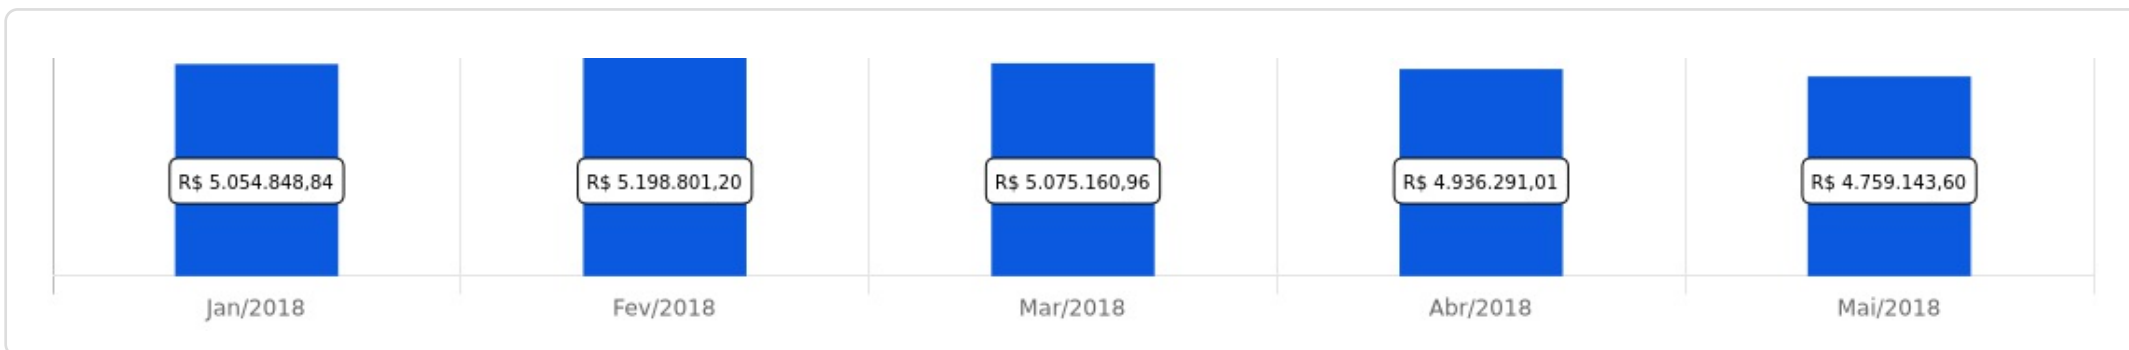 R$ 5.054.848,84 R$ 5.198.801,20 R$ 5.075.160,96 R$ 4.936.291,01 R$ 4.759.143,60
Jan/2018 Fev/2018 Mar/2018 Abr/2018 Mai/2018